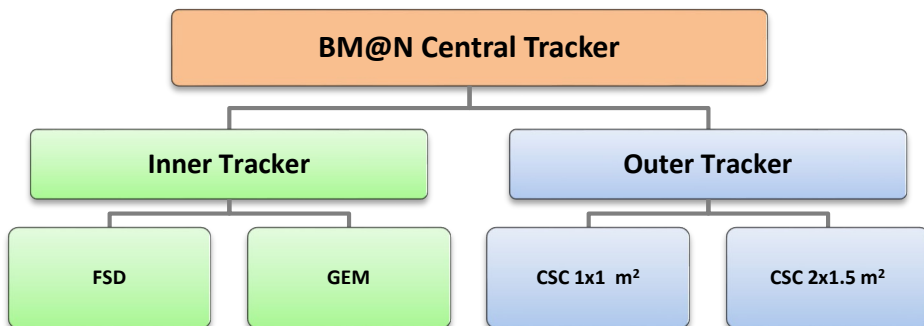 BM@N Central Tracker
Inner Tracker
Outer Tracker
FSD
GEM
CSC 1x1 m²
CSC 2x1.5 m²